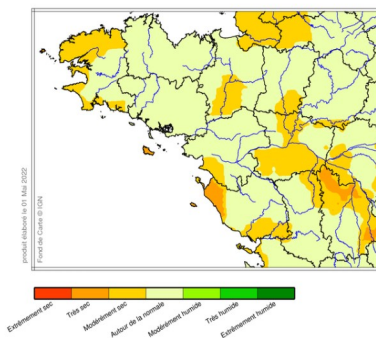 produit élaboré le 01 Mai 2022
Fond de Carte © IGN
Extrêmement sec
Très sec
Modérément sec
Autour de la normale
Modérément humide
Très humide
Extrêmement humide